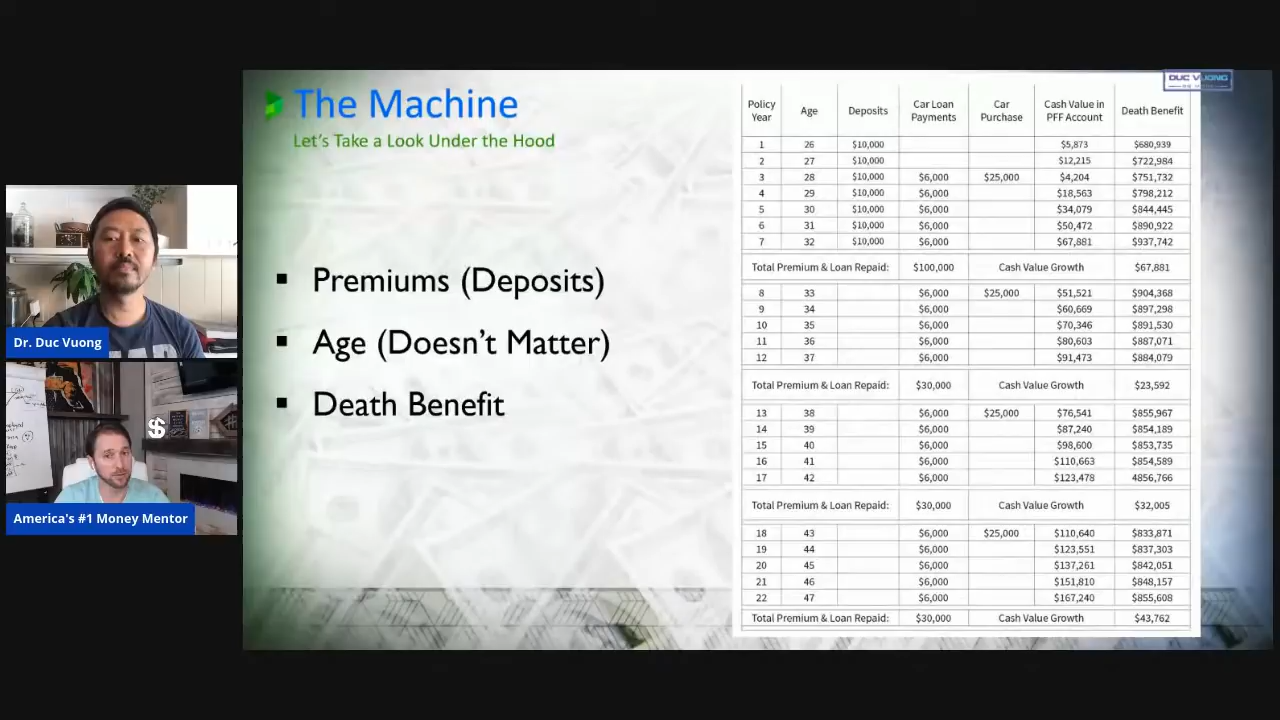 The Machine
Let's Take a Look Under the Hood
▪ Premiums (Deposits)
▪ Age (Doesn't Matter)
▪ Death Benefit
Dr. Duc Vuong
$
America's #1 Money Mentor
DUC VUONG
Policy Year Age Deposits Car Loan Payments Car Purchase Cash Value in PFF Account Death Benefit
1 26 $10,000 $5,873 $680,939
2 27 $10,000 $12,215 $722,984
3 28 $10,000 $6,000 $25,000 $4,204 $751,732
4 29 $10,000 $6,000 $18,563 $798,212
5 30 $10,000 $6,000 $34,079 $844,445
6 31 $10,000 $6,000 $50,472 $890,922
7 32 $10,000 $6,000 $67,881 $937,742
Total Premium & Loan Repaid: $100,000 Cash Value Growth $67,881
8 33 $6,000 $25,000 $51,521 $904,368
9 34 $6,000 $60,669 $897,298
10 35 $6,000 $70,346 $891,530
11 36 $6,000 $80,603 $887,071
12 37 $6,000 $91,473 $884,079
Total Premium & Loan Repaid: $30,000 Cash Value Growth $23,592
13 38 $6,000 $25,000 $76,541 $855,967
14 39 $6,000 $87,240 $854,189
15 40 $6,000 $98,600 $853,735
16 41 $6,000 $110,663 $854,589
17 42 $6,000 $123,478 4856,766
Total Premium & Loan Repaid: $30,000 Cash Value Growth $32,005
18 43 $6,000 $25,000 $110,640 $833,871
19 44 $6,000 $123,551 $837,303
20 45 $6,000 $137,261 $842,051
21 46 $6,000 $151,810 $848,157
22 47 $6,000 $167,240 $855,608
Total Premium & Loan Repaid: $30,000 Cash Value Growth $43,762